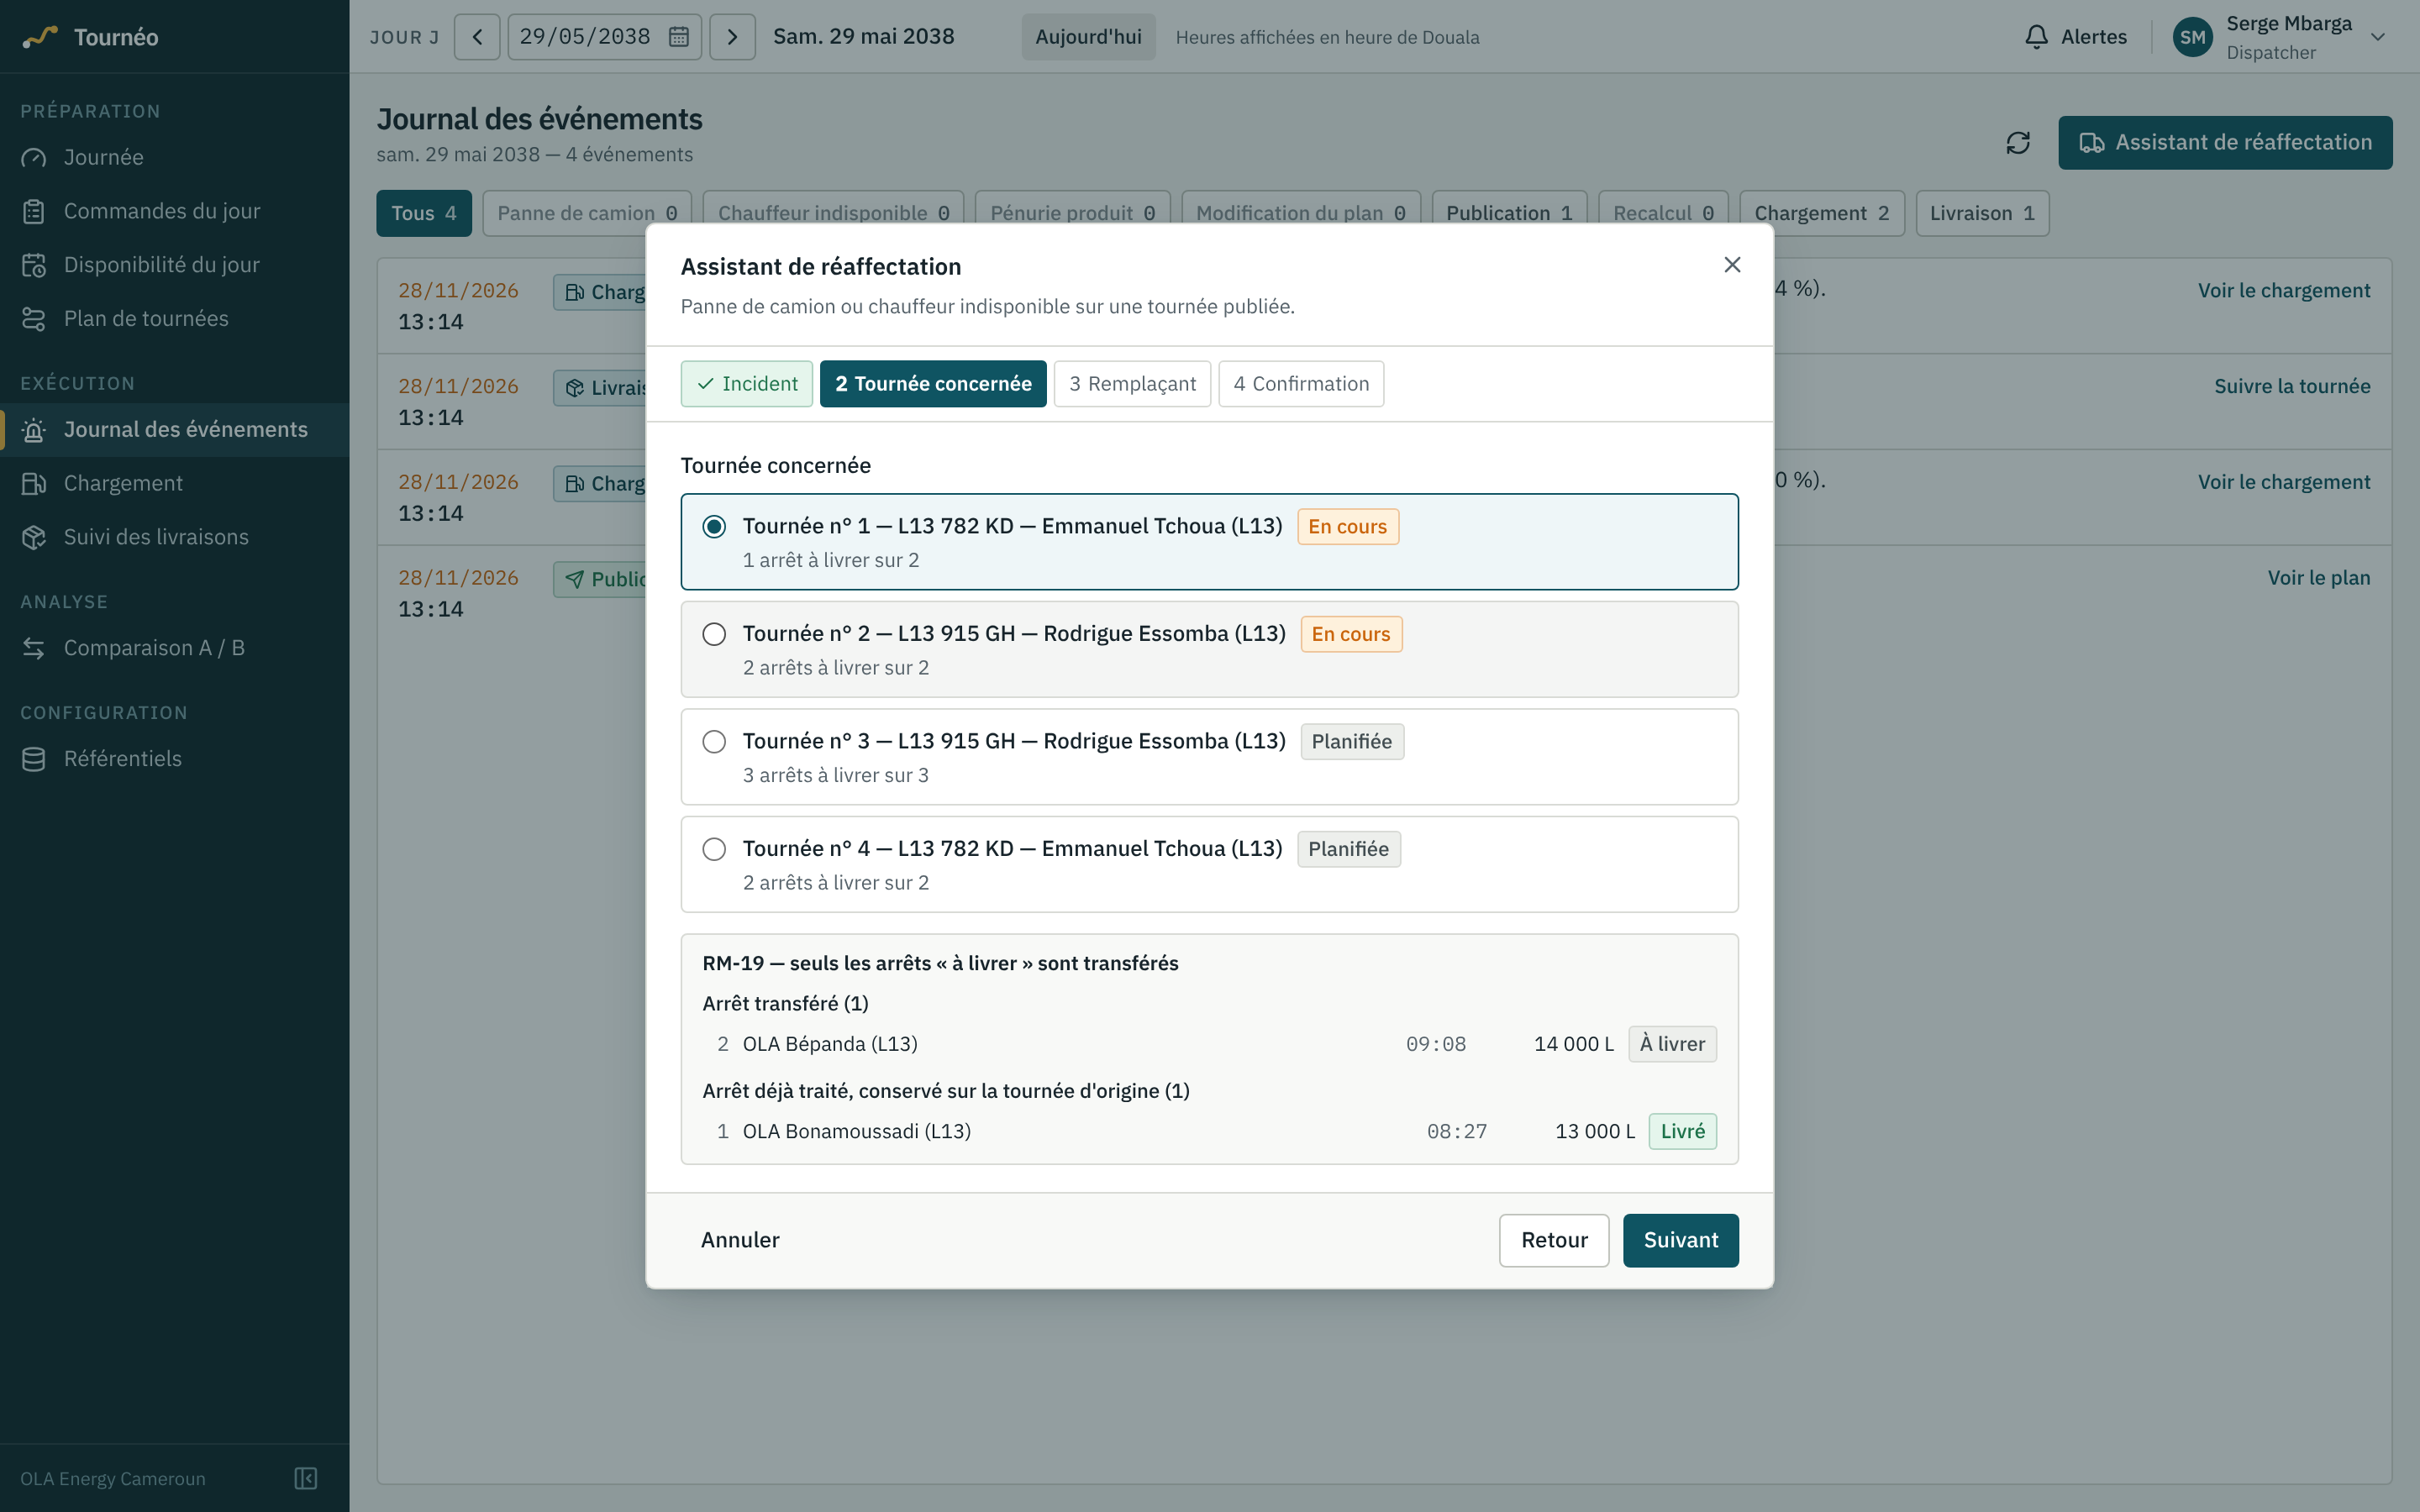 Tournéo
JOUR J
29/05/2038
Sam. 29 mai 2038
Aujourd'hui
Heures affichées en heure de Douala
Alertes
SM
Serge Mbarga
Dispatcher
PRÉPARATION
Journée
Commandes du jour
Disponibilité du jour
Plan de tournées
EXÉCUTION
Journal des événements
Chargement
Suivi des livraisons
ANALYSE
Comparaison A / B
CONFIGURATION
Référentiels
OLA Energy Cameroun
Journal des événements
sam. 29 mai 2038 — 4 événements
Assistant de réaffectation
Tous 4
Panne de camion 0
Chauffeur indisponible 0
Pénurie produit 0
Modification du plan 0
Publication 1
Recalcul 0
Chargement 2
Livraison 1
28/11/2026
13:14
Charg
4 %).
Voir le chargement
28/11/2026
13:14
Livrais
Suivre la tournée
28/11/2026
13:14
Charg
0 %).
Voir le chargement
28/11/2026
13:14
Public
Voir le plan
Assistant de réaffectation
Panne de camion ou chauffeur indisponible sur une tournée publiée.
Incident
2 Tournée concernée
3 Remplaçant
4 Confirmation
Tournée concernée
Tournée n° 1 — L13 782 KD — Emmanuel Tchoua (L13) En cours
1 arrêt à livrer sur 2
Tournée n° 2 — L13 915 GH — Rodrigue Essomba (L13) En cours
2 arrêts à livrer sur 2
Tournée n° 3 — L13 915 GH — Rodrigue Essomba (L13) Planifiée
3 arrêts à livrer sur 3
Tournée n° 4 — L13 782 KD — Emmanuel Tchoua (L13) Planifiée
2 arrêts à livrer sur 2
RM-19 — seuls les arrêts « à livrer » sont transférés
Arrêt transféré (1)
2 OLA Bépanda (L13) 09:08 14 000 L À livrer
Arrêt déjà traité, conservé sur la tournée d'origine (1)
1 OLA Bonamoussadi (L13) 08:27 13 000 L Livré
Annuler
Retour
Suivant